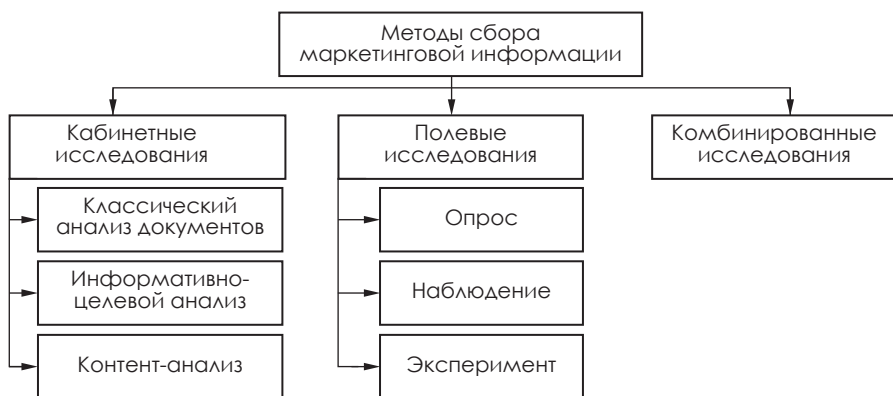 Методы сбора
маркетинговой информации
Кабинетные
исследования
Полевые
исследования
Комбинированные
исследования
Классический
анализ документов
Опрос
Информативно-
целевой анализ
Наблюдение
Контент-анализ
Эксперимент